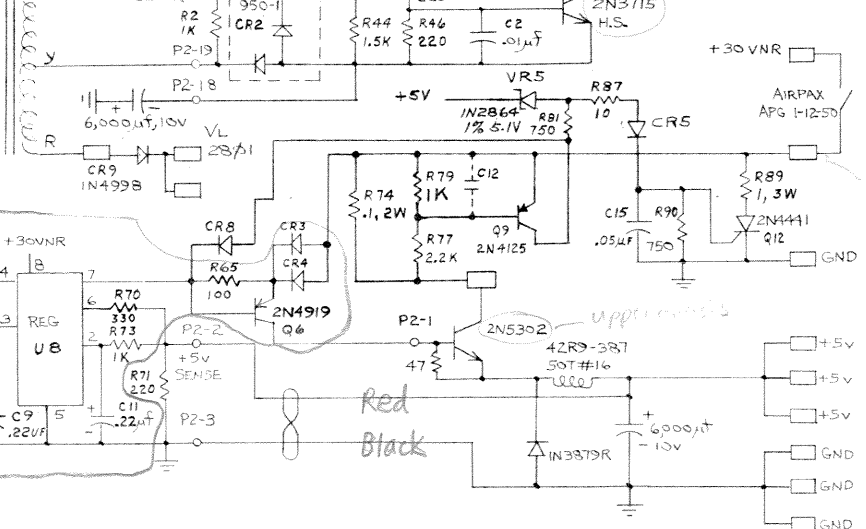 950-1
R2
1K
CR2
R44
1.5K
R46
220
C2
.01µf
2N3715
H.S.
Y
P2-19
P2-18
+
-
6,000µf,10v
+5V
VR5
1N2864
1% 5.1V
R81
750
R87
10
CR5
+30VNR
AIRPAX
APG 1-12-50
R
VL
28∅1
CR9
1N4998
R74
.1, 2W
R79
1K
C12
R77
2.2K
Q9
2N4125
C15
.05µF
R90
750
R89
1, 3W
2N4441
Q12
GND
+30VNR
8
CR8
CR3
CR4
R65
100
2N4919
Q6
4
7
6
3
2
5
REG
U8
R70
330
R73
1K
R71
220
P2-2
+5v
SENSE
C9
.22UF
+
-
C11
.22µf
P2-3
P2-1
47
2N5302
42R9-387
50T #16
Red
Black
1N3879R
+
6,000µf
- 10v
+5v
+5v
+5v
GND
GND
GND